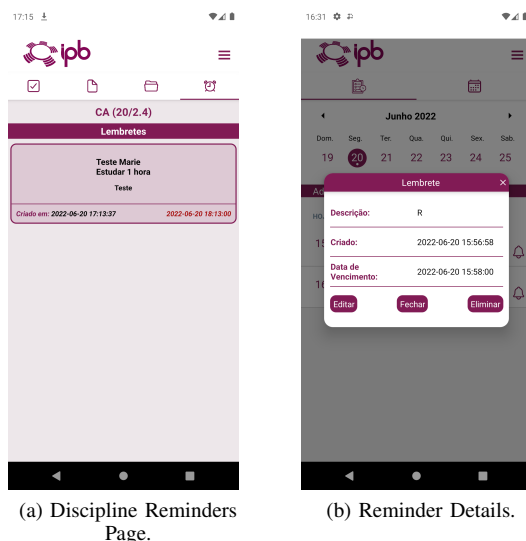 17:15
ipb
CA (20/2.4)
Lembretes
Teste Marie
Estudar 1 hora
Teste
Criado em: 2022-06-20 17:13:37
2022-06-20 18:13:00
(a) Discipline Reminders
Page.
16:31
ipb
Junho 2022
Dom. Seg. Ter. Qua. Qui. Sex. Sab.
19 20 21 22 23 24 25
Lembrete
Descrição: R
Criado: 2022-06-20 15:56:58
Data de
Vencimento: 2022-06-20 15:58:00
Editar Fechar Eliminar
(b) Reminder Details.